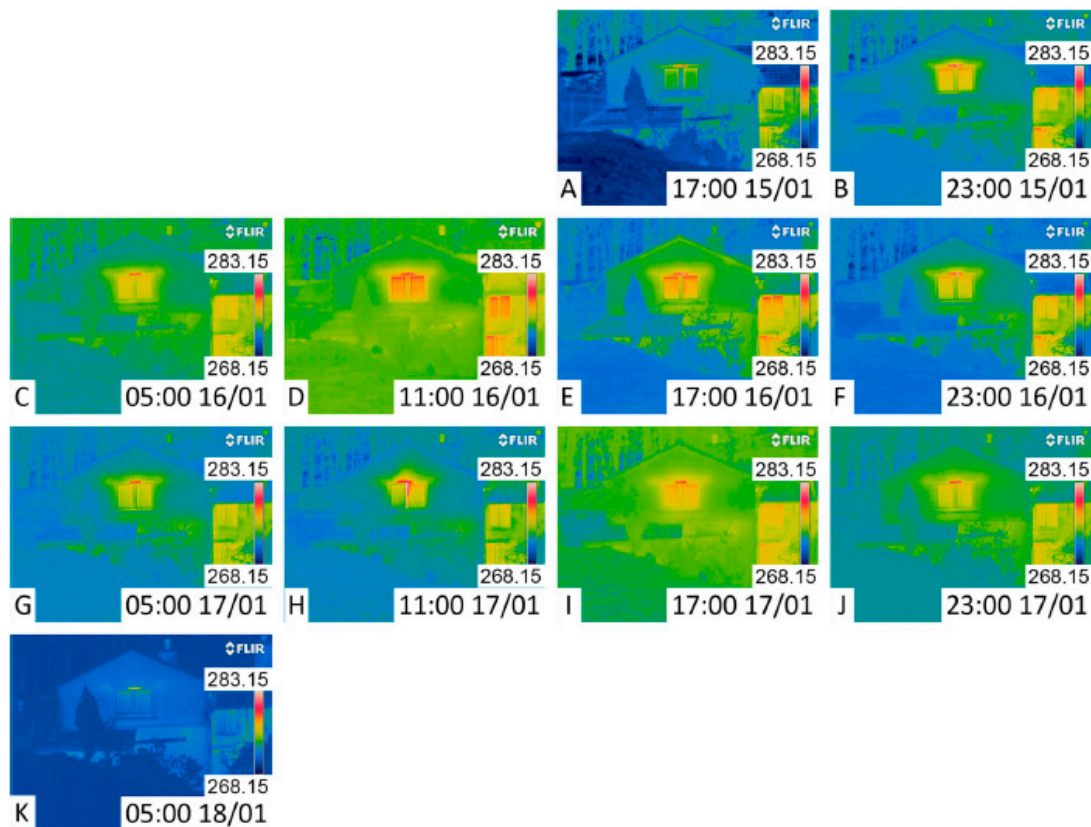 FLIR
283.15
268.15
A 17:00 15/01
FLIR
283.15
268.15
B 23:00 15/01
FLIR
283.15
268.15
C 05:00 16/01
FLIR
283.15
268.15
D 11:00 16/01
FLIR
283.15
268.15
E 17:00 16/01
FLIR
283.15
268.15
F 23:00 16/01
FLIR
283.15
268.15
G 05:00 17/01
FLIR
283.15
268.15
H 11:00 17/01
FLIR
283.15
268.15
I 17:00 17/01
FLIR
283.15
268.15
J 23:00 17/01
FLIR
283.15
268.15
K 05:00 18/01